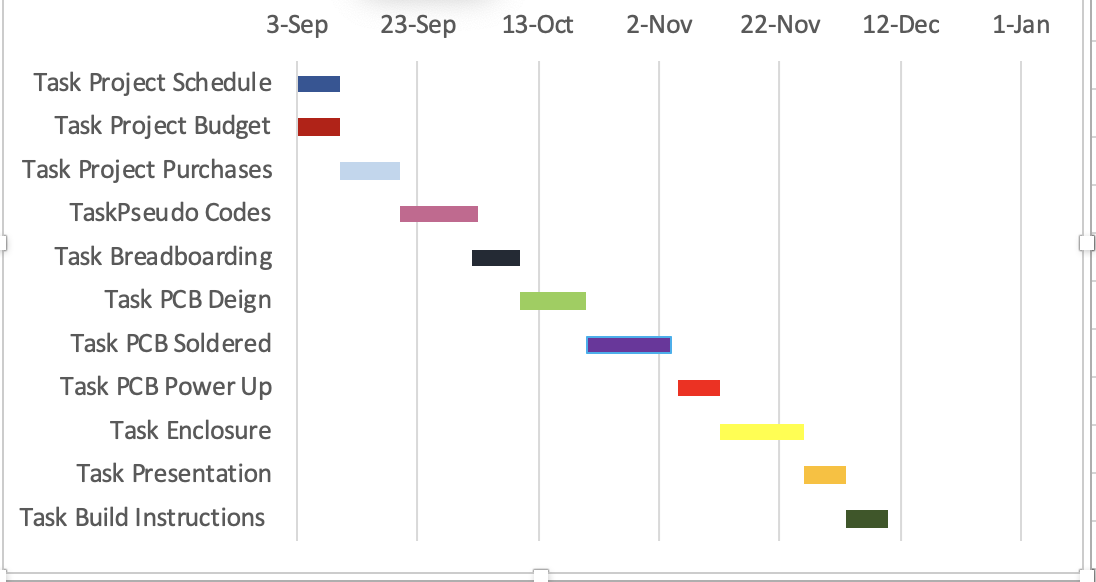 3-Sep 23-Sep 13-Oct 2-Nov 22-Nov 12-Dec 1-Jan
Task Project Schedule
Task Project Budget
Task Project Purchases
TaskPseudo Codes
Task Breadboarding
Task PCB Deign
Task PCB Soldered
Task PCB Power Up
Task Enclosure
Task Presentation
Task Build Instructions